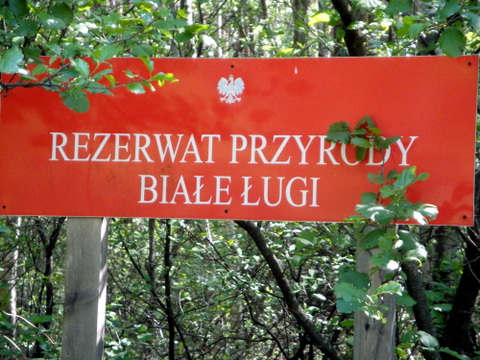 REZERWAT PRZYRODY
BIAŁE ŁUGI